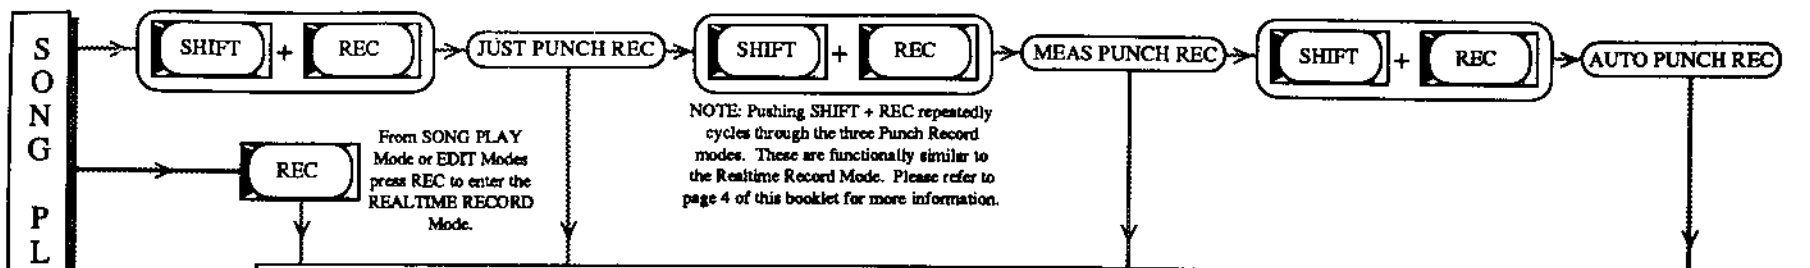 S
O
N
G
P
L
SHIFT + REC
JUST PUNCH REC
SHIFT + REC
MEAS PUNCH REC
SHIFT + REC
AUTO PUNCH REC
REC
From SONG PLAY
Mode or EDIT Modes
press REC to enter the
REALTIME RECORD
Mode.
NOTE: Pushing SHIFT + REC repeatedly
cycles through the three Punch Record
modes. These are functionally similar to
the Realtime Record Mode. Please refer to
page 4 of this booklet for more information.